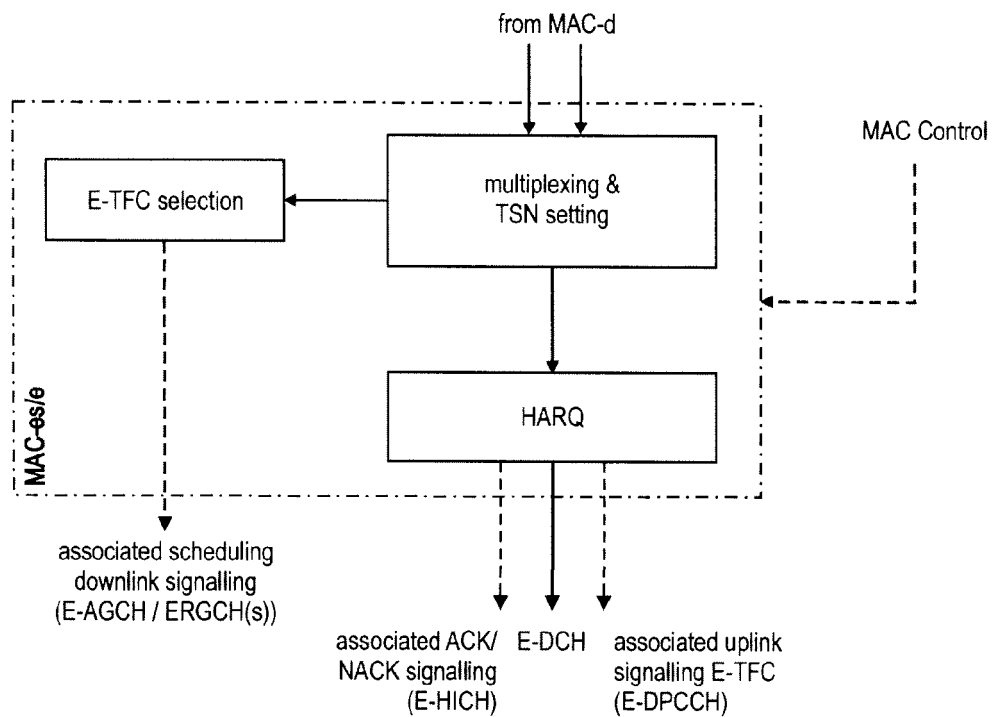 from MAC-d
MAC Control
multiplexing &
TSN setting
E-TFC selection
HARQ
MAC-es/e
associated scheduling
downlink signalling
(E-AGCH / ERGCH(s))
associated ACK/
NACK signalling
(E-HICH)
E-DCH
associated uplink
signalling E-TFC
(E-DPCCH)